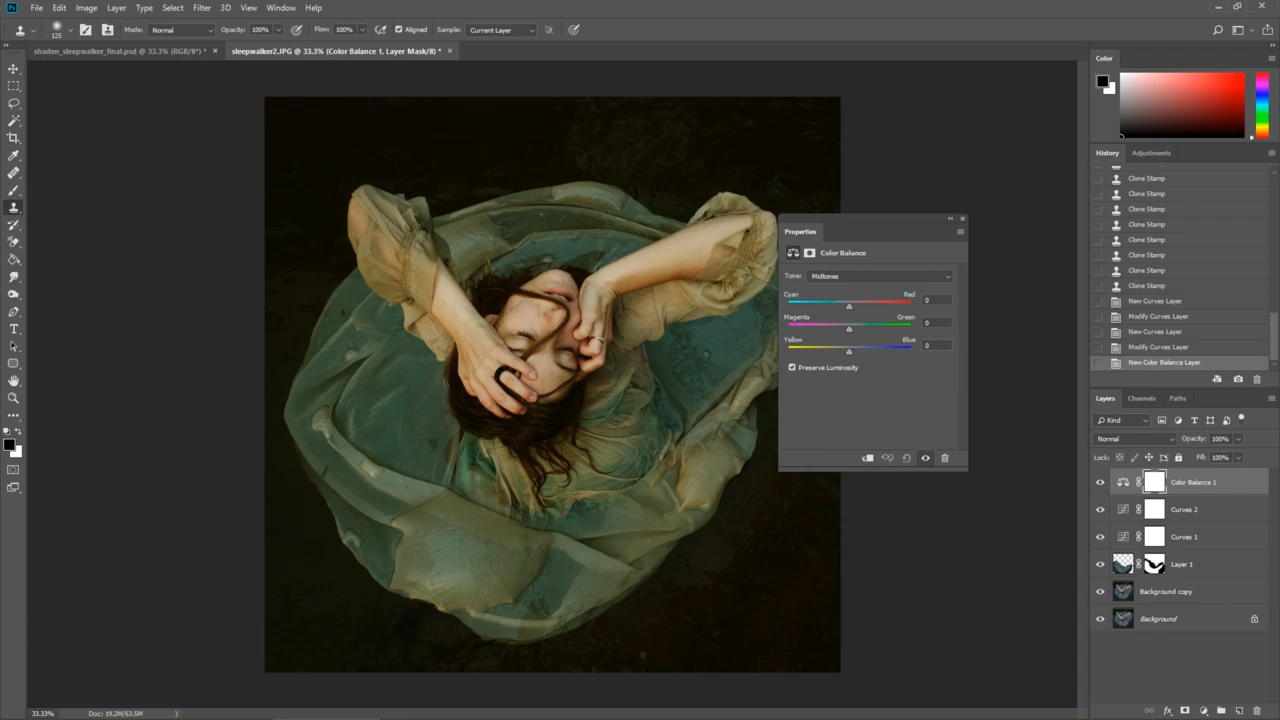 Ps File Edit Image Layer Type Select Filter 3D View Window Help
125 Mode: Normal Opacity: 100% Flow: 100% Aligned Sample: Current Layer
shaden_sleepwalker_final.psd @ 33.3% (RGB/8*) * × sleepwalker2.JPG @ 33.3% (Color Balance 1, Layer Mask/8) * ×
Color
History Adjustments
Clone Stamp
Clone Stamp
Clone Stamp
Clone Stamp
Clone Stamp
Clone Stamp
Clone Stamp
Clone Stamp
New Curves Layer
Modify Curves Layer
New Curves Layer
Modify Curves Layer
New Color Balance Layer
Properties
Color Balance
Tone: Midtones
Cyan Red 0
Magenta Green 0
Yellow Blue 0
Preserve Luminosity
Layers Channels Paths
Kind
Normal Opacity: 100%
Lock: Fill: 100%
Color Balance 1
Curves 2
Curves 1
Layer 1
Background copy
Background
33.33% Doc: 19.2M/63.5M